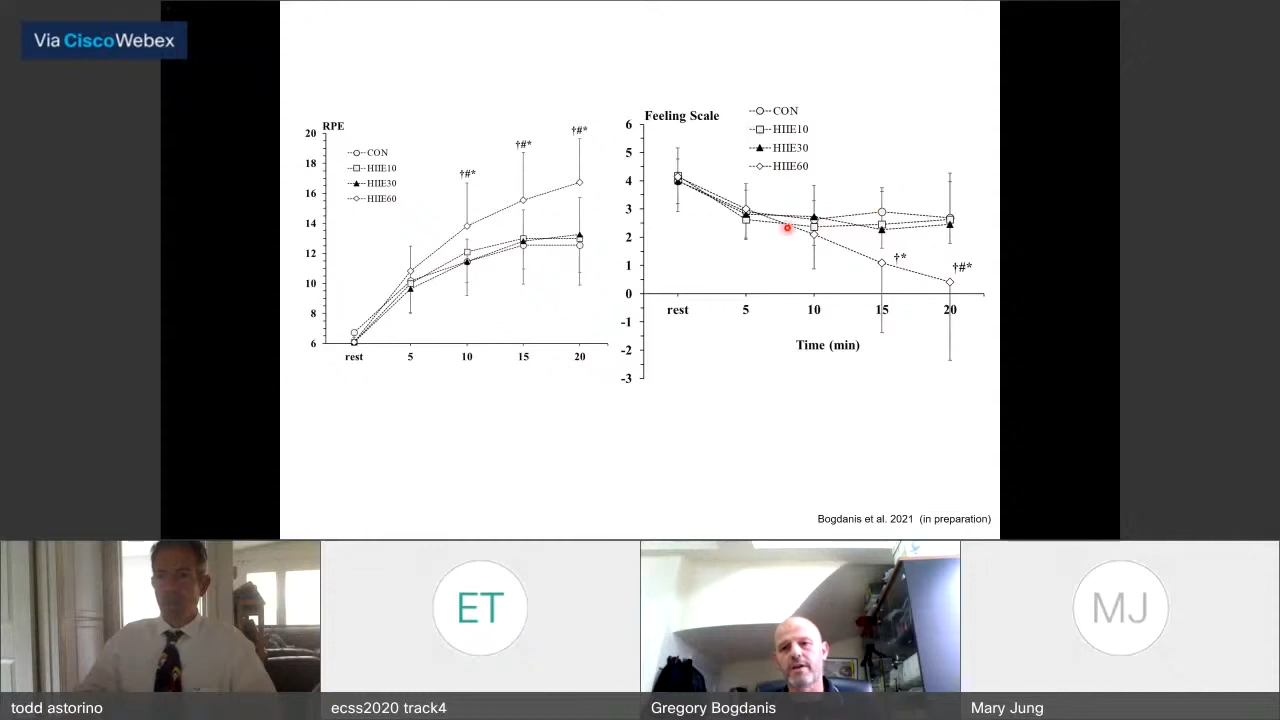 Via CiscoWebex
RPE
20
18
16
14
12
10
8
6
CON
HIIE10
HIIE30
HIIE60
†#*
†#*
†#*
rest
5
10
15
20
Feeling Scale
6
5
4
3
2
1
0
-1
-2
-3
CON
HIIE10
HIIE30
HIIE60
†*
†#*
rest
5
10
15
20
Time (min)
Bogdanis et al. 2021 (in preparation)
ET
MJ
todd astorino
ecss2020 track4
Gregory Bogdanis
Mary Jung